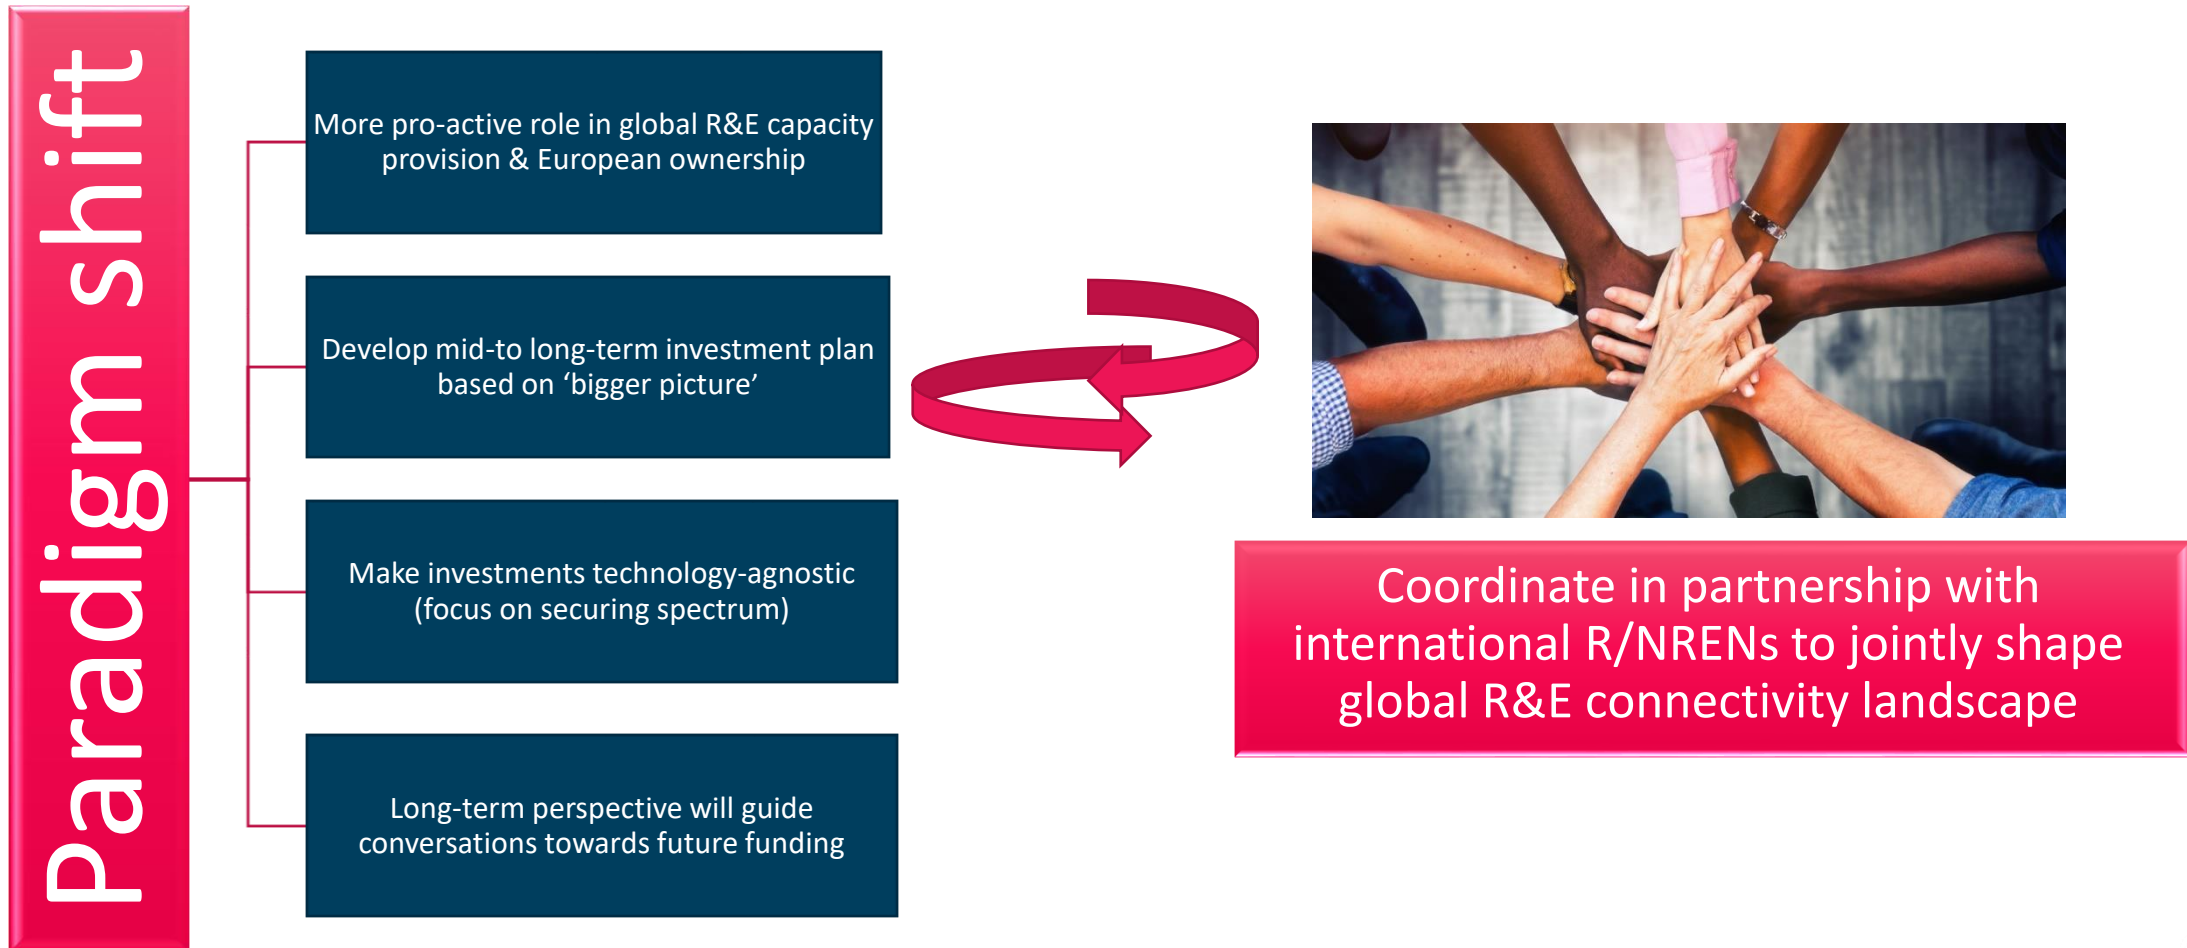 Paradigm shift
More pro-active role in global R&E capacity
provision & European ownership
Develop mid-to long-term investment plan
based on ‘bigger picture’
Make investments technology-agnostic
(focus on securing spectrum)
Long-term perspective will guide
conversations towards future funding
Coordinate in partnership with
international R/NRENs to jointly shape
global R&E connectivity landscape